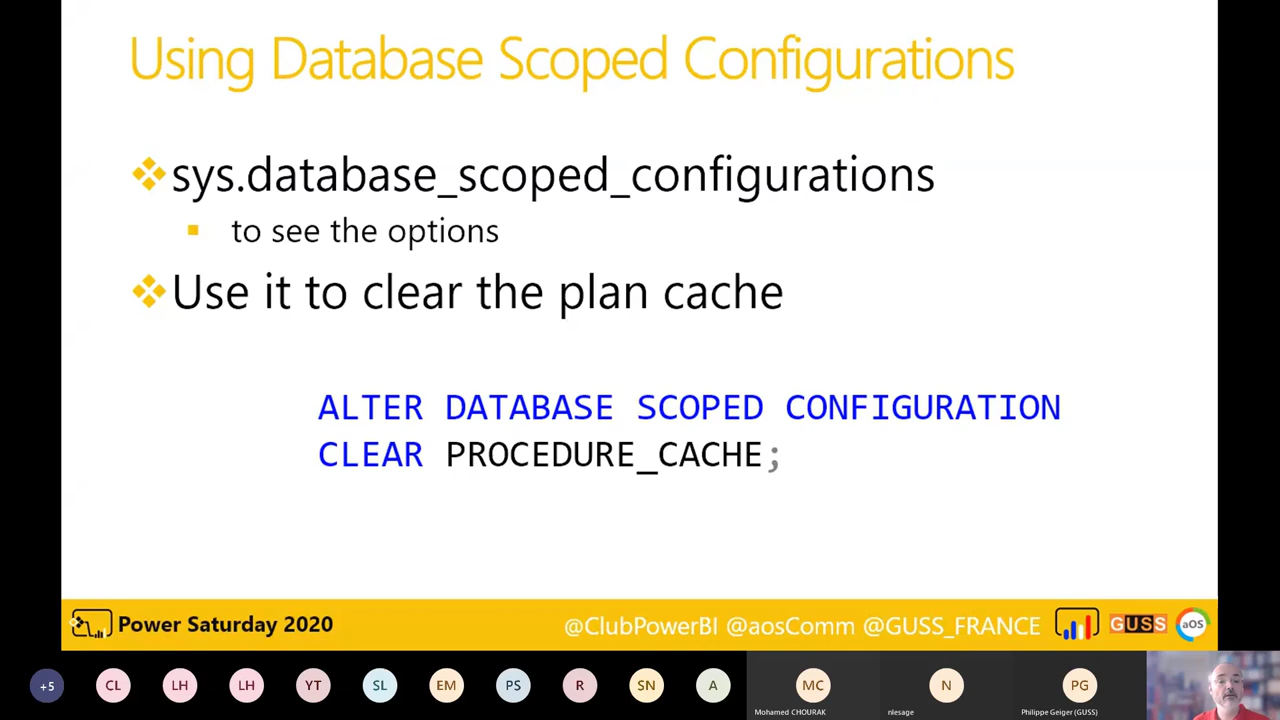 Using Database Scoped Configurations
sys.database_scoped_configurations
to see the options
Use it to clear the plan cache
ALTER DATABASE SCOPED CONFIGURATION
CLEAR PROCEDURE_CACHE;
Power Saturday 2020
@ClubPowerBI @aosComm @GUSS_FRANCE
GUSS
aOS
+5
CL
LH
LH
YT
SL
EM
PS
R
SN
A
MC
N
PG
Mohamed CHOURAK
nlesage
Philippe Geiger (GUSS)